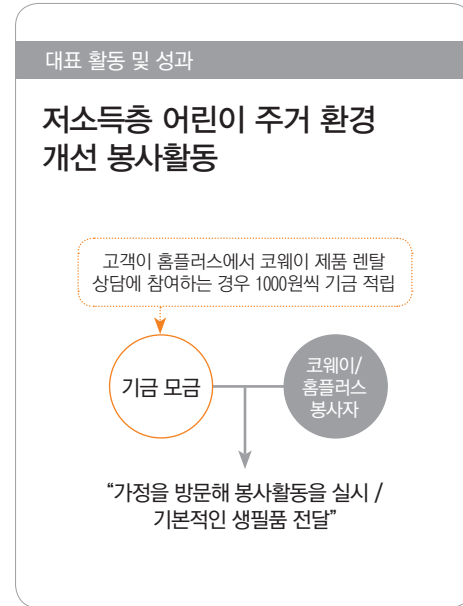 대표 활동 및 성과
저소득층 어린이 주거 환경
개선 봉사활동
고객이 홈플러스에서 코웨이 제품 렌탈
상담에 참여하는 경우 1000원씩 기금 적립
기금 모금
코웨이/
홈플러스
봉사자
“가정을 방문해 봉사활동을 실시 /
기본적인 생필품 전달”